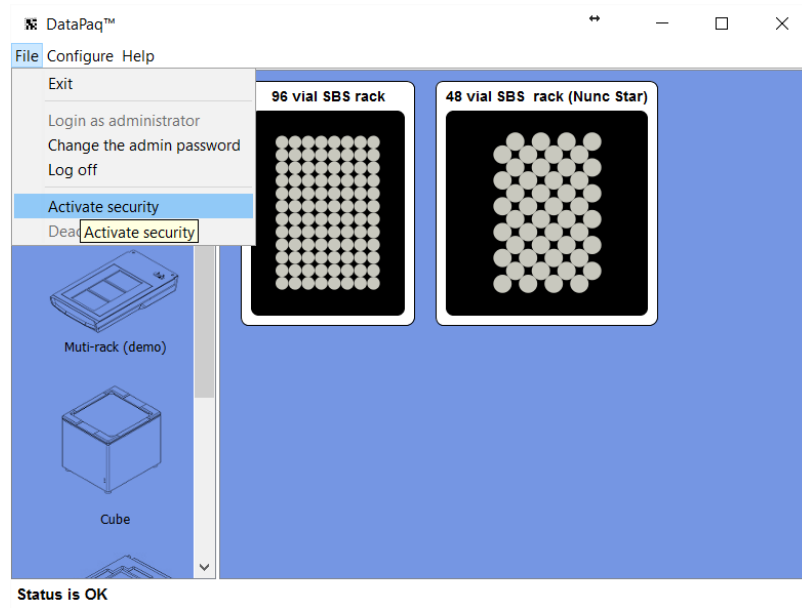 DataPaq™
File Configure Help
Exit
Login as administrator
Change the admin password
Log off
Activate security
Activate security
96 vial SBS rack
48 vial SBS rack (Nunc Star)
Muti-rack (demo)
Cube
Status is OK